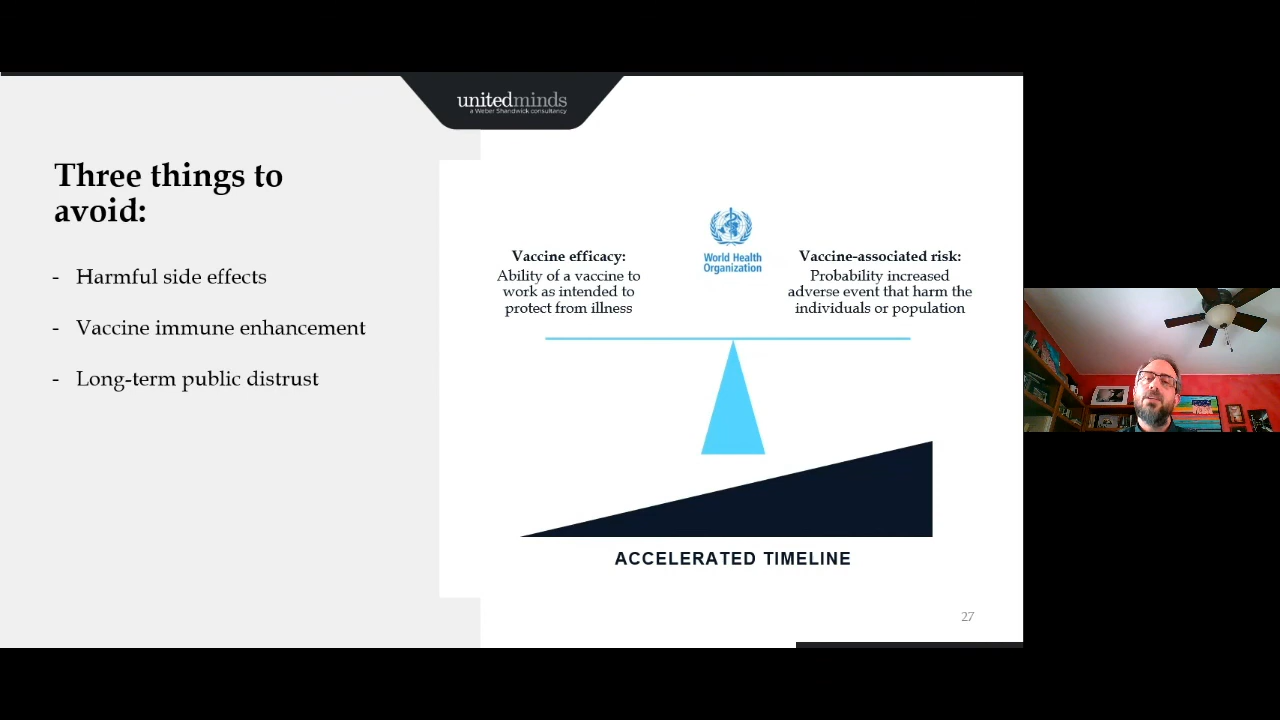 unitedminds
a Weber Shandwick consultancy
Three things to
avoid:
- Harmful side effects
- Vaccine immune enhancement
- Long-term public distrust
World Health
Organization
Vaccine efficacy:
Ability of a vaccine to
work as intended to
protect from illness
Vaccine-associated risk:
Probability increased
adverse event that harm the
individuals or population
ACCELERATED TIMELINE
27